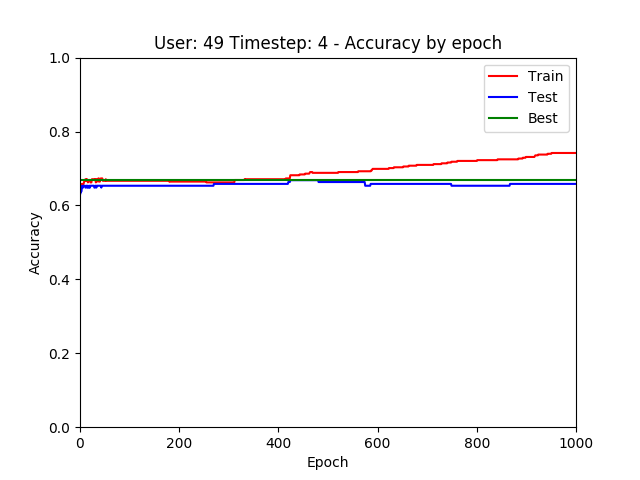 User: 49 Timestep: 4 - Accuracy by epoch
Train
Test
Best
1.0
0.8
0.6
0.4
0.2
0.0
Accuracy
0 200 400 600 800 1000
Epoch